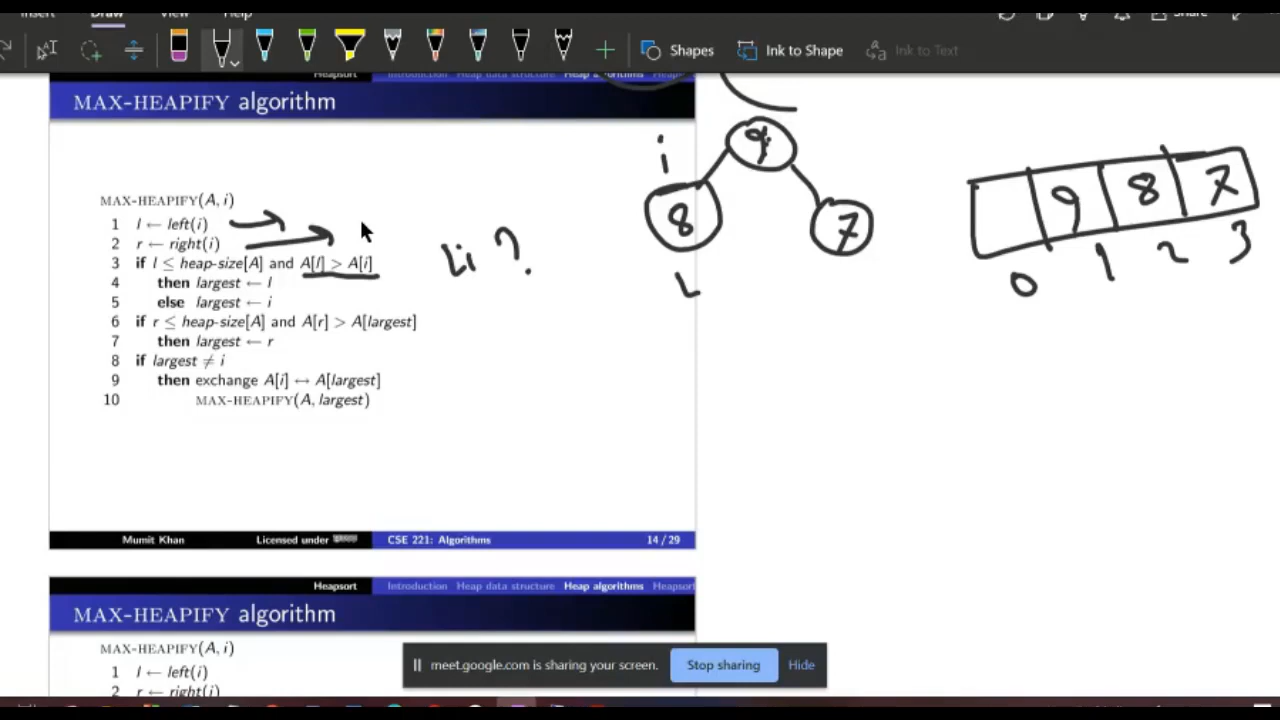 Insert Draw View Help Share
Shapes Ink to Shape Ink to Text
Heapsort Introduction Heap data structure Heap algorithms Heapsort
MAX-HEAPIFY algorithm
MAX-HEAPIFY(A, i)
1 l ← left(i)
2 r ← right(i)
3 if l ≤ heap-size[A] and A[l] > A[i]
4 then largest ← l
5 else largest ← i
6 if r ≤ heap-size[A] and A[r] > A[largest]
7 then largest ← r
8 if largest ≠ i
9 then exchange A[i] ↔ A[largest]
10 MAX-HEAPIFY(A, largest)
Li ?
i
9
8 7
L
9 8 7
0 1 2 3
Mumit Khan Licensed under CSE 221: Algorithms 14 / 29
Heapsort Introduction Heap data structure Heap algorithms Heapsort
MAX-HEAPIFY algorithm
MAX-HEAPIFY(A, i)
1 l ← left(i)
2 r ← right(i)
meet.google.com is sharing your screen. Stop sharing Hide